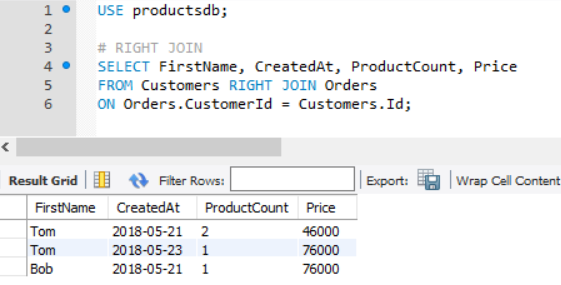 1 USE productsdb;
2
3 # RIGHT JOIN
4 SELECT FirstName, CreatedAt, ProductCount, Price
5 FROM Customers RIGHT JOIN Orders
6 ON Orders.CustomerId = Customers.Id;
Result Grid Filter Rows: Export: Wrap Cell Content
FirstName CreatedAt ProductCount Price
Tom 2018-05-21 2 46000
Tom 2018-05-23 1 76000
Bob 2018-05-21 1 76000